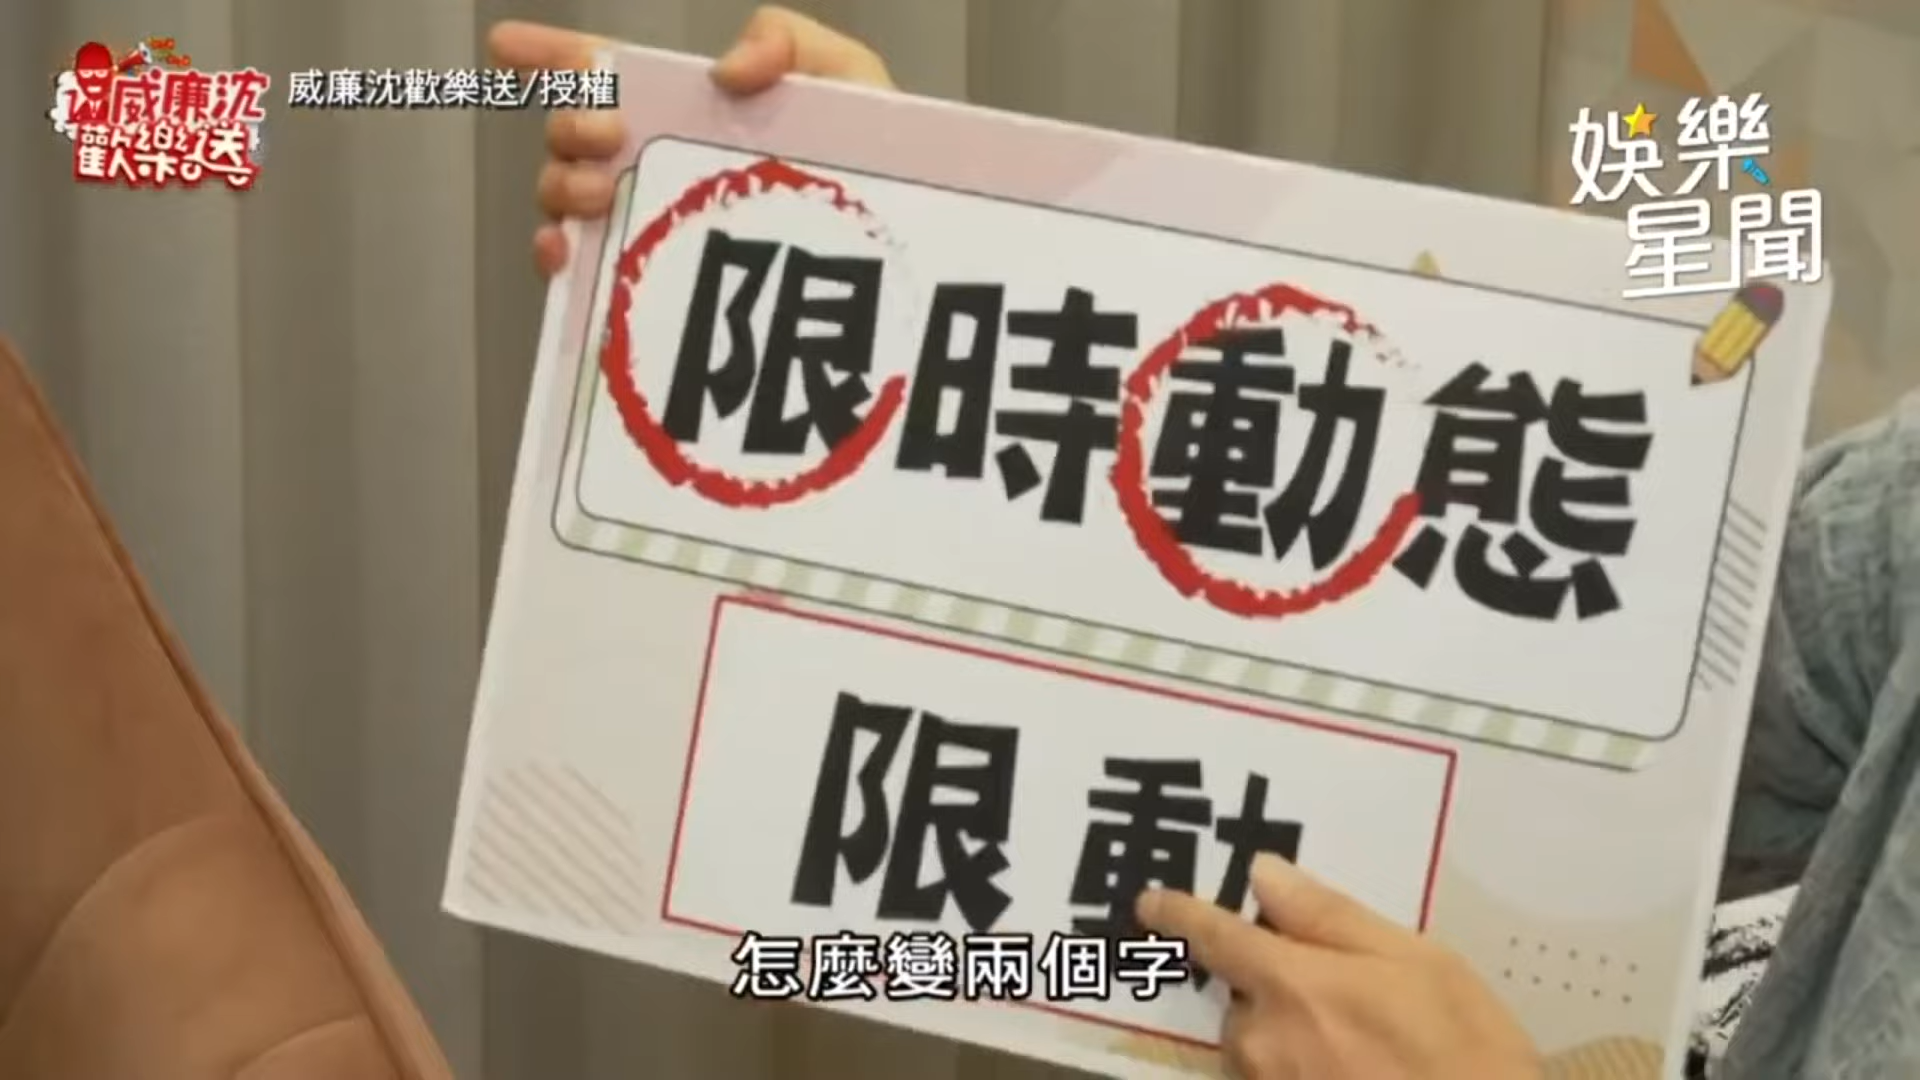 威廉沈
歡樂送
威廉沈歡樂送/授權
娛樂
星聞
限時動態
限動
怎麼變兩個字